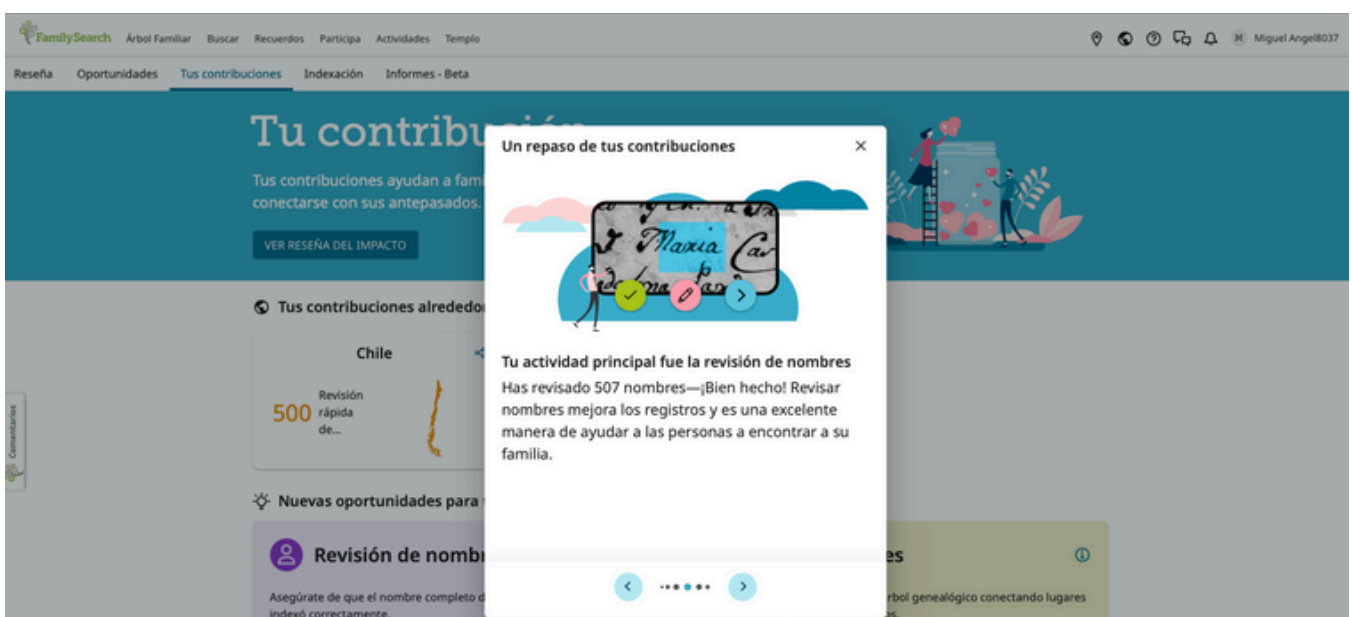 FamilySearch Árbol Familiar Buscar Recuerdos Participa Actividades Templo
M Miguel Angel8037
Reseña Oportunidades Tus contribuciones Indexación Informes - Beta
Tu contribución
Tus contribuciones ayudan a fami
conectarse con sus antepasados.
VER RESEÑA DEL IMPACTO
Tus contribuciones alrededo
Chile
500 Revisión
rápida
de...
Comentarios
Nuevas oportunidades para
Revisión de nomb
Asegúrate de que el nombre completo d
indexó correctamente.
Un repaso de tus contribuciones
Maria
Tu actividad principal fue la revisión de nombres
Has revisado 507 nombres—¡Bien hecho! Revisar
nombres mejora los registros y es una excelente
manera de ayudar a las personas a encontrar a su
familia.
es
rbol genealógico conectando lugares
os.